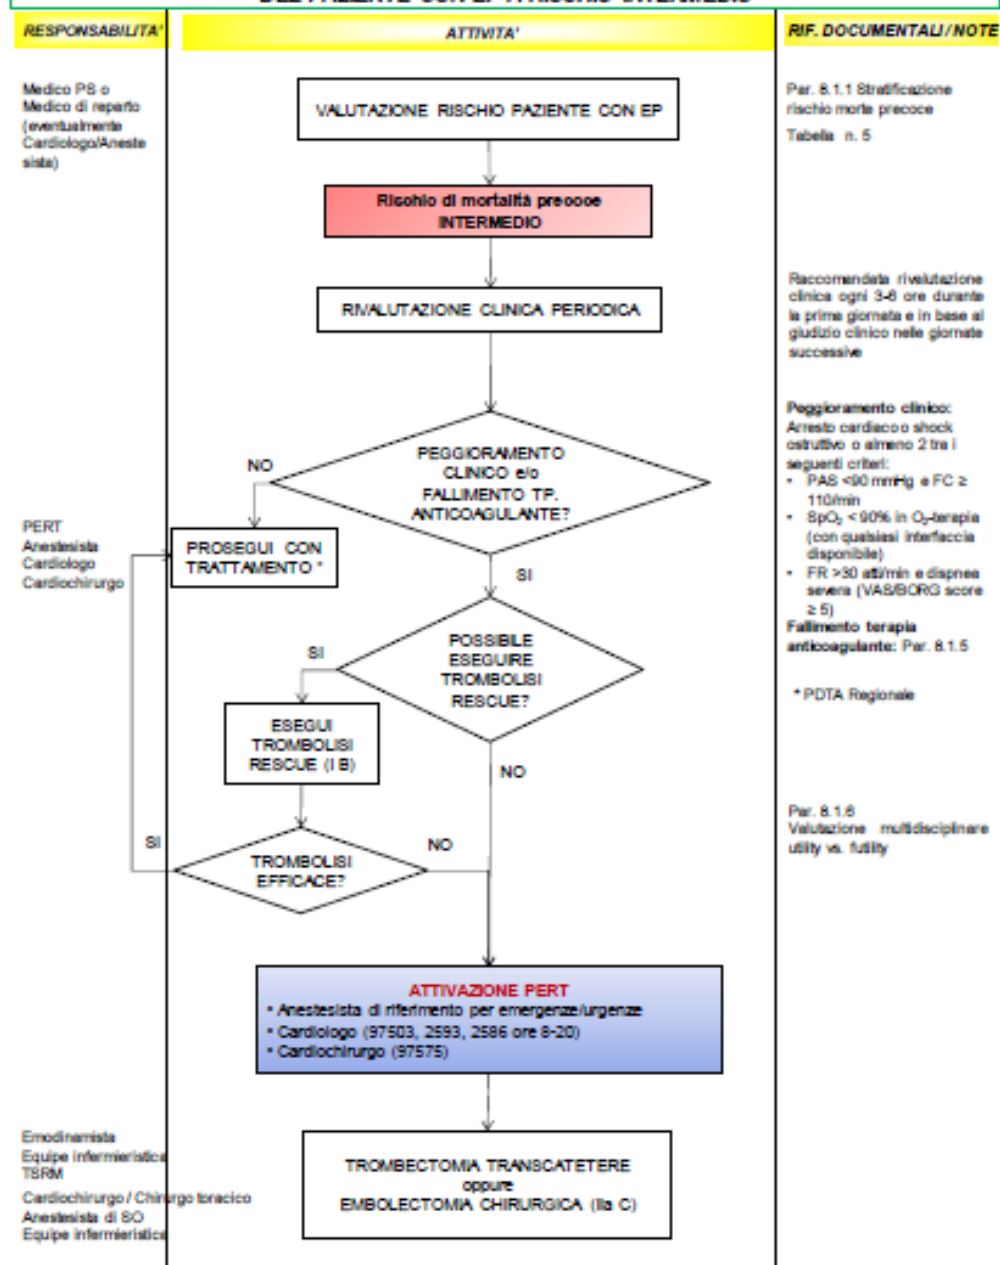 DEL PAZIENTE CON EP A RISCHIO INTERMEDIO
RESPONSABILITA'
ATTIVITA'
RIF. DOCUMENTALI/NOTE
Medico PS o
Medico di reparto
(eventualmente
Cardiologo/Aneste
sista)
VALUTAZIONE RISCHIO PAZIENTE CON EP
Par. 8.1.1 Stratificazione
rischio morte precoce
Tabella n. 5
Rischio di mortalità precoce
INTERMEDIO
RIVALUTAZIONE CLINICA PERIODICA
Raccomandata rivalutazione
clinica ogni 3-6 ore durante
la prima giornata e in base al
giudizio clinico nelle giornate
successive
PEGGIORAMENTO
CLINICO e/o
FALLIMENTO TP.
ANTICOAGULANTE?
NO
SI
Peggioramento clinico:
Arresto cardiaco o shock
ostruttivo o almeno 2 tra i
seguenti criteri:
• PAS <90 mmHg e FC ≥
110/min
• SpO₂ < 90% in O₂-terapia
(con qualsiasi interfaccia
disponibile)
• FR >30 atti/min e dispnea
severa (VAS/BORG score
≥ 5)
Fallimento terapia
anticoagulante: Par. 8.1.5
* PDTA Regionale
PERT
Anestesista
Cardiologo
Cardiochirurgo
PROSEGUI CON
TRATTAMENTO *
POSSIBILE
ESEGUIRE
TROMBOLISI
RESCUE?
SI
NO
ESEGUI
TROMBOLISI
RESCUE (I B)
Par. 8.1.6
Valutazione multidisciplinare
utility vs. futility
SI
TROMBOLISI
EFFICACE?
NO
ATTIVAZIONE PERT
• Anestesista di riferimento per emergenze/urgenze
• Cardiologo (97503, 2593, 2586 ore 8-20)
• Cardiochirurgo (97575)
Emodinamista
Equipe infermieristica
TSRM
Cardiochirurgo / Chirurgo toracico
Anestesista di SO
Equipe infermieristica
TROMBECTOMIA TRANSCATETERE
oppure
EMBOLECTOMIA CHIRURGICA (IIa C)